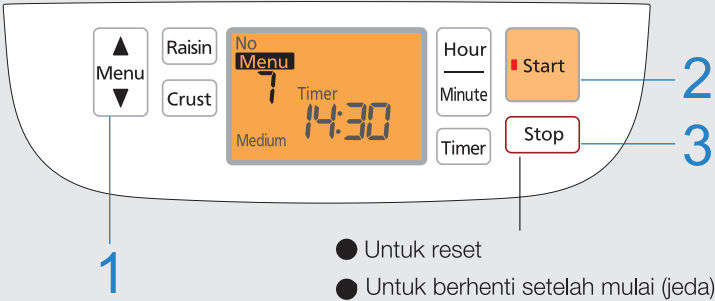 ▲
Menu
▼
Raisin
Crust
No
Menu
7
Timer
14:30
Medium
Hour
Minute
Timer
Start
Stop
1
2
3
● Untuk reset
● Untuk berhenti setelah mulai (jeda)